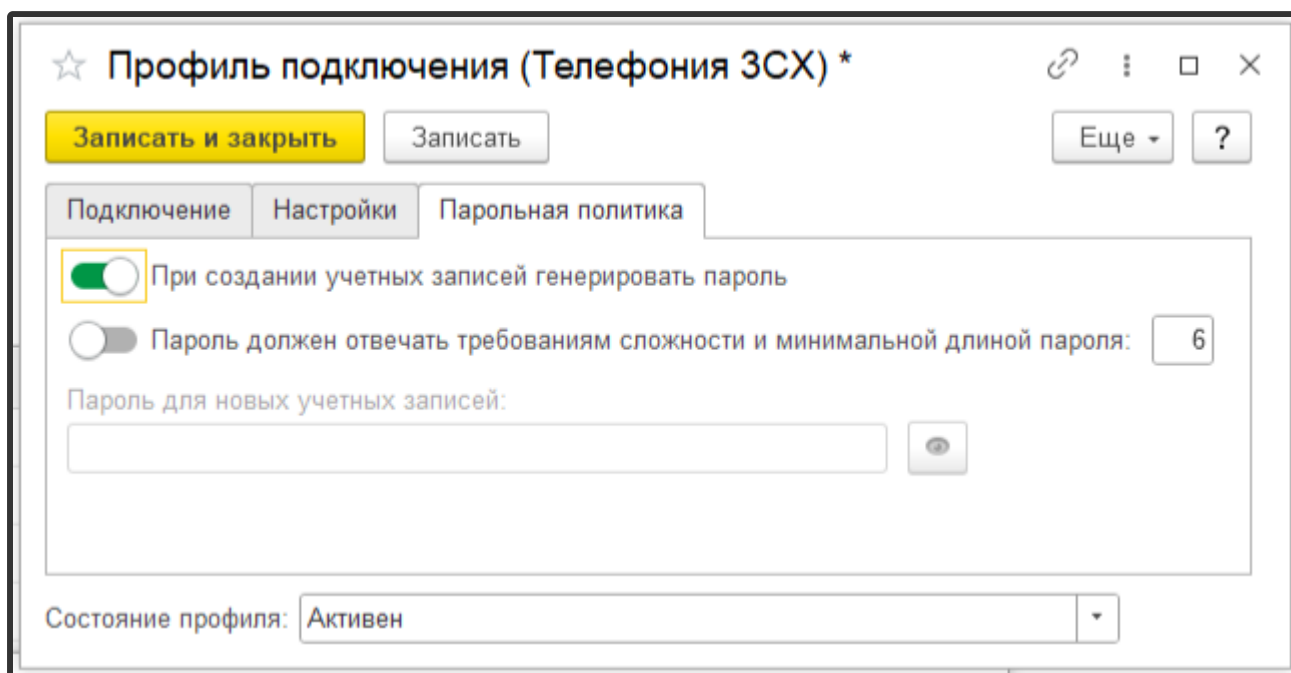 Профиль подключения (Телефония 3CX) *
Записать и закрыть Записать Еще ?
Подключение Настройки Парольная политика
При создании учетных записей генерировать пароль
Пароль должен отвечать требованиям сложности и минимальной длиной пароля: 6
Пароль для новых учетных записей:
Состояние профиля: Активен